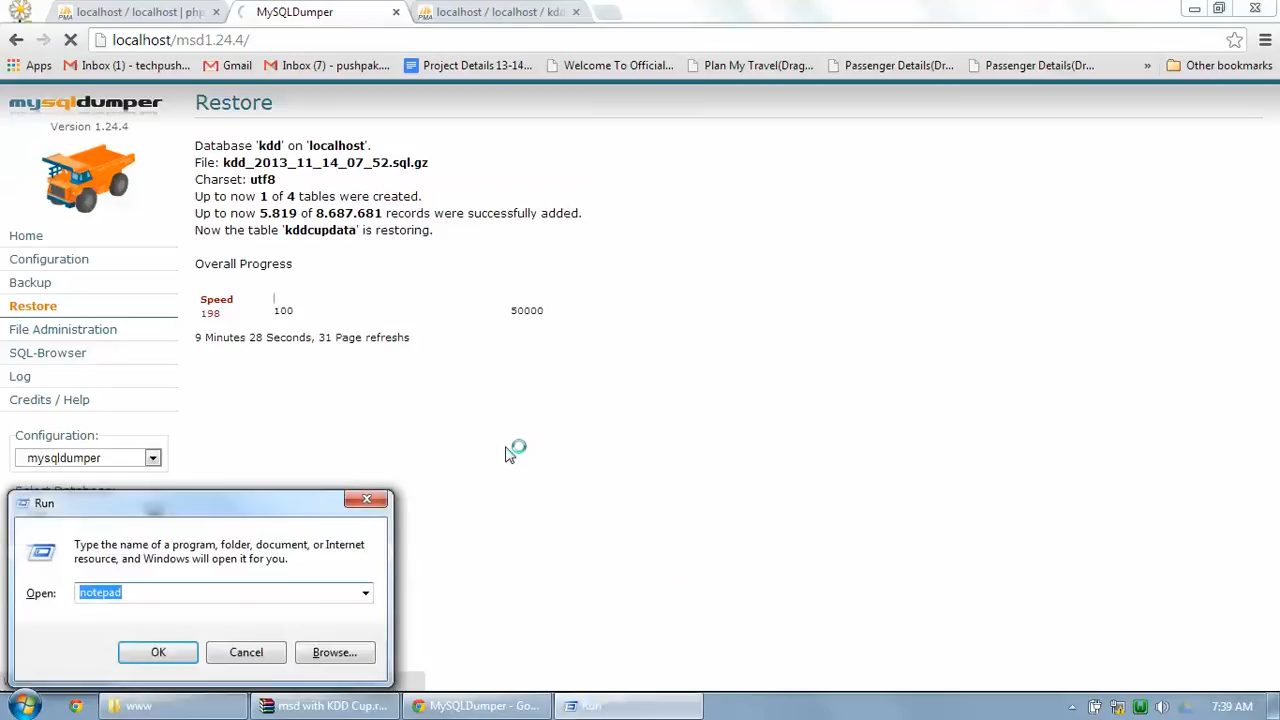 localhost / localhost | php
MySQLDumper
localhost / localhost / kdd
localhost/msd1.24.4/
Apps
Inbox (1) - techpush...
Gmail
Inbox (7) - pushpak....
Project Details 13-14...
Welcome To Official...
Plan My Travel(Drag...
Passenger Details(Dr...
Passenger Details(Dr...
»
Other bookmarks
mysqldumper
Version 1.24.4
Home
Configuration
Backup
Restore
File Administration
SQL-Browser
Log
Credits / Help
Configuration:
mysqldumper
Restore
Database 'kdd' on 'localhost'.
File: kdd_2013_11_14_07_52.sql.gz
Charset: utf8
Up to now 1 of 4 tables were created.
Up to now 5.819 of 8.687.681 records were successfully added.
Now the table 'kddcupdata' is restoring.
Overall Progress
Speed
198
100
50000
9 Minutes 28 Seconds, 31 Page refreshs
Run
Type the name of a program, folder, document, or Internet
resource, and Windows will open it for you.
Open:
notepad
OK
Cancel
Browse...
www
msd with KDD Cup.r...
MySQLDumper - Go...
Run
7:39 AM